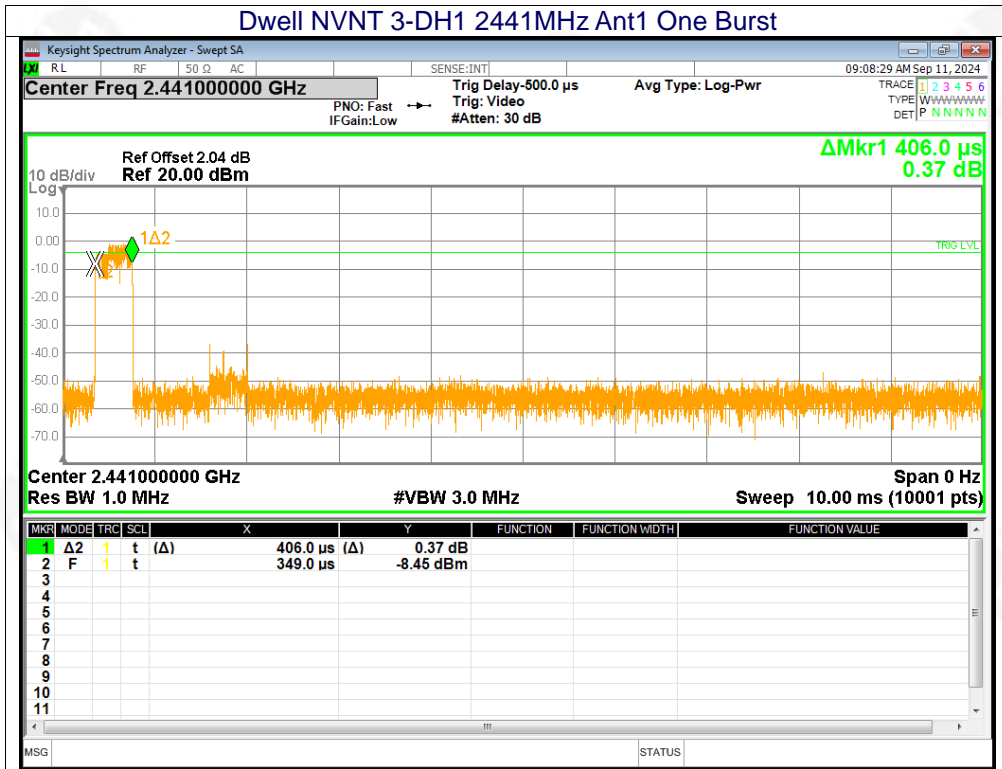 Dwell NVNT 3-DH1 2441MHz Ant1 One Burst
Keysight Spectrum Analyzer - Swept SA
LXI RL RF 50 Ω AC SENSE:INT 09:08:29 AM Sep 11, 2024
Center Freq 2.441000000 GHz
PNO: Fast
IFGain:Low
Trig Delay-500.0 µs
Trig: Video
#Atten: 30 dB
Avg Type: Log-Pwr
TRACE 1 2 3 4 5 6
TYPE WWWWWWW
DET P N N N N N
ΔMkr1 406.0 µs
0.37 dB
Ref Offset 2.04 dB
10 dB/div Ref 20.00 dBm
Log
10.0
0.00
-10.0
-20.0
-30.0
-40.0
-50.0
-60.0
-70.0
1Δ2
TRIG LVL
Center 2.441000000 GHz Span 0 Hz
Res BW 1.0 MHz #VBW 3.0 MHz Sweep 10.00 ms (10001 pts)
MKR MODE TRC SCL X Y FUNCTION FUNCTION WIDTH FUNCTION VALUE
1 Δ2 1 t (Δ) 406.0 µs (Δ) 0.37 dB
2 F 1 t 349.0 µs -8.45 dBm
3
4
5
6
7
8
9
10
11
MSG STATUS